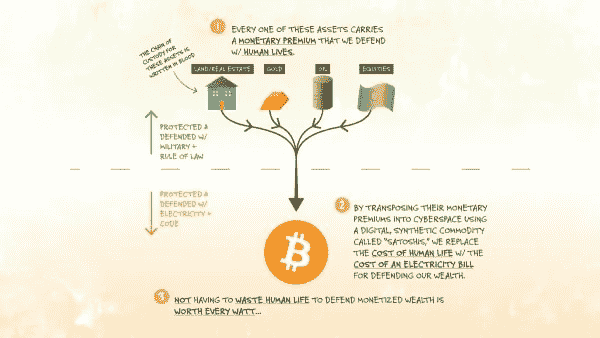 1 EVERY ONE OF THESE ASSETS CARRIES
A MONETARY PREMIUM THAT WE DEFEND
W/ HUMAN LIVES.
THE CHAIN OF
CUSTODY FOR
THESE ASSETS IS
WRITTEN IN BLOOD
LAND/REAL ESTATE
GOLD
OIL
EQUITIES
PROTECTED &
DEFENDED W/
MILITARY +
RULE OF LAW
PROTECTED &
DEFENDED W/
ELECTRICITY +
CODE
2 BY TRANSPOSING THEIR MONETARY
PREMIUMS INTO CYBERSPACE USING
A DIGITAL, SYNTHETIC COMMODITY
CALLED "SATOSHIS," WE REPLACE
THE COST OF HUMAN LIFE W/ THE
COST OF AN ELECTRICITY BILL
FOR DEFENDING OUR WEALTH.
3 NOT HAVING TO WASTE HUMAN LIFE TO DEFEND MONETIZED WEALTH IS
WORTH EVERY WATT...